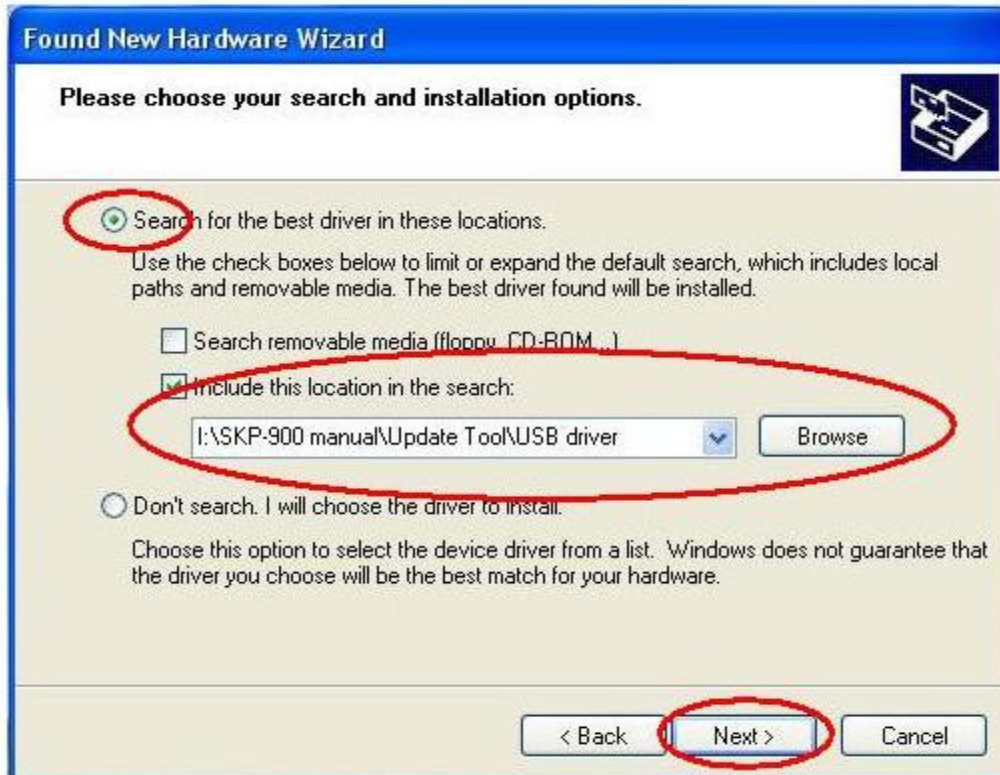 Found New Hardware Wizard
Please choose your search and installation options.
Search for the best driver in these locations.
Use the check boxes below to limit or expand the default search, which includes local
paths and removable media. The best driver found will be installed.
Search removable media (floppy, CD-ROM...)
Include this location in the search:
I:\SKP-900 manual\Update Tool\USB driver
Browse
Don't search. I will choose the driver to install.
Choose this option to select the device driver from a list. Windows does not guarantee that
the driver you choose will be the best match for your hardware.
< Back Next > Cancel